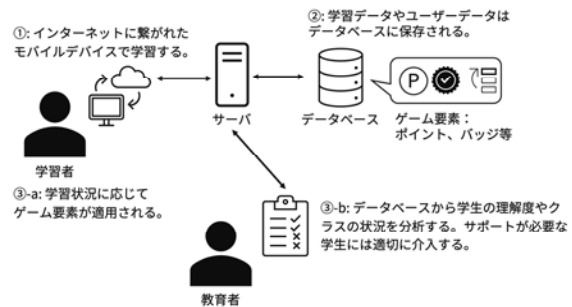 ①: インターネットに繋がれた
モバイルデバイスで学習する。
②: 学習データやユーザーデータは
データベースに保存される。
P
サーバ
データベース
ゲーム要素：
ポイント、バッジ等
学習者
③-a: 学習状況に応じて
ゲーム要素が適用される。
③-b: データベースから学生の理解度やク
ラスの状況を分析する。サポートが必要な
学生には適切に介入する。
教育者